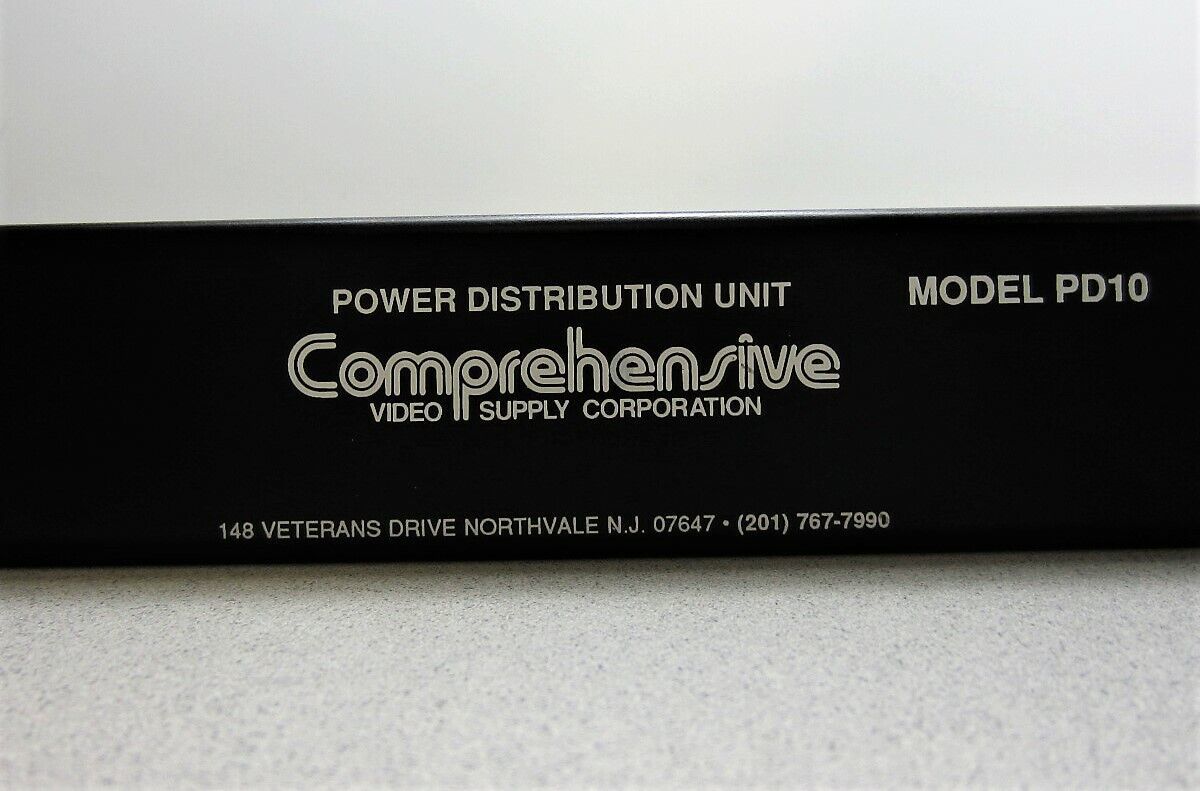 POWER DISTRIBUTION UNIT
MODEL PD10
Comprehensive
VIDEO SUPPLY CORPORATION
148 VETERANS DRIVE NORTHVALE N.J. 07647 • (201) 767-7990